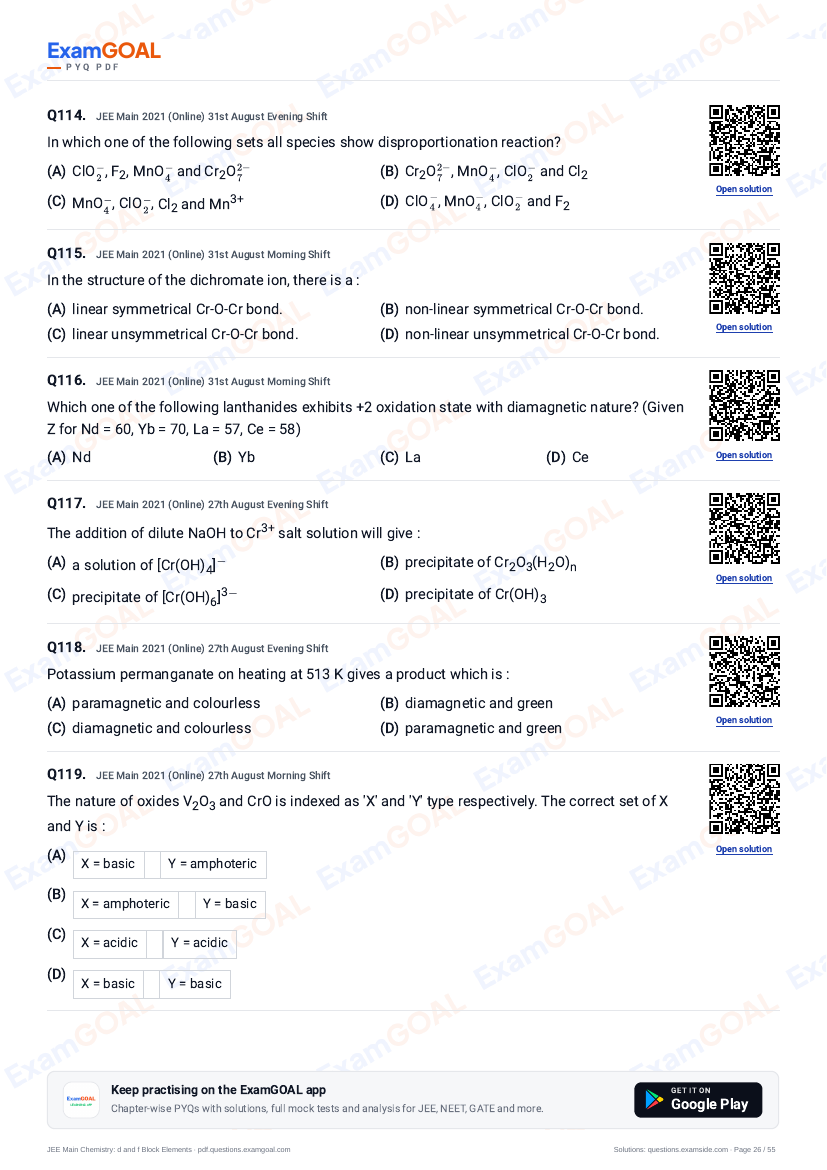 ExamGOAL
PYQ PDF
Q114. JEE Main 2021 (Online) 31st August Evening Shift
In which one of the following sets all species show disproportionation reaction?
(A) ClO₂⁻, F₂, MnO₄⁻ and Cr₂O₇²⁻ (B) Cr₂O₇²⁻, MnO₄⁻, ClO₂⁻ and Cl₂
(C) MnO₄⁻, ClO₂⁻, Cl₂ and Mn³⁺ (D) ClO₄⁻, MnO₄⁻, ClO₂⁻ and F₂
Open solution
Q115. JEE Main 2021 (Online) 31st August Morning Shift
In the structure of the dichromate ion, there is a :
(A) linear symmetrical Cr-O-Cr bond. (B) non-linear symmetrical Cr-O-Cr bond.
(C) linear unsymmetrical Cr-O-Cr bond. (D) non-linear unsymmetrical Cr-O-Cr bond.
Open solution
Q116. JEE Main 2021 (Online) 31st August Morning Shift
Which one of the following lanthanides exhibits +2 oxidation state with diamagnetic nature? (Given
Z for Nd = 60, Yb = 70, La = 57, Ce = 58)
(A) Nd (B) Yb (C) La (D) Ce
Open solution
Q117. JEE Main 2021 (Online) 27th August Evening Shift
The addition of dilute NaOH to Cr³⁺ salt solution will give :
(A) a solution of [Cr(OH)₄]⁻ (B) precipitate of Cr₂O₃(H₂O)ₙ
(C) precipitate of [Cr(OH)₆]³⁻ (D) precipitate of Cr(OH)₃
Open solution
Q118. JEE Main 2021 (Online) 27th August Evening Shift
Potassium permanganate on heating at 513 K gives a product which is :
(A) paramagnetic and colourless (B) diamagnetic and green
(C) diamagnetic and colourless (D) paramagnetic and green
Open solution
Q119. JEE Main 2021 (Online) 27th August Morning Shift
The nature of oxides V₂O₃ and CrO is indexed as 'X' and 'Y' type respectively. The correct set of X
and Y is :
Open solution
(A) X = basic Y = amphoteric
(B) X = amphoteric Y = basic
(C) X = acidic Y = acidic
(D) X = basic Y = basic
ExamGOAL
Keep practising on the ExamGOAL app
Chapter-wise PYQs with solutions, full mock tests and analysis for JEE, NEET, GATE and more.
GET IT ON
Google Play
JEE Main Chemistry: d and f Block Elements · pdf.questions.examgoal.com Solutions: questions.examside.com · Page 26 / 55